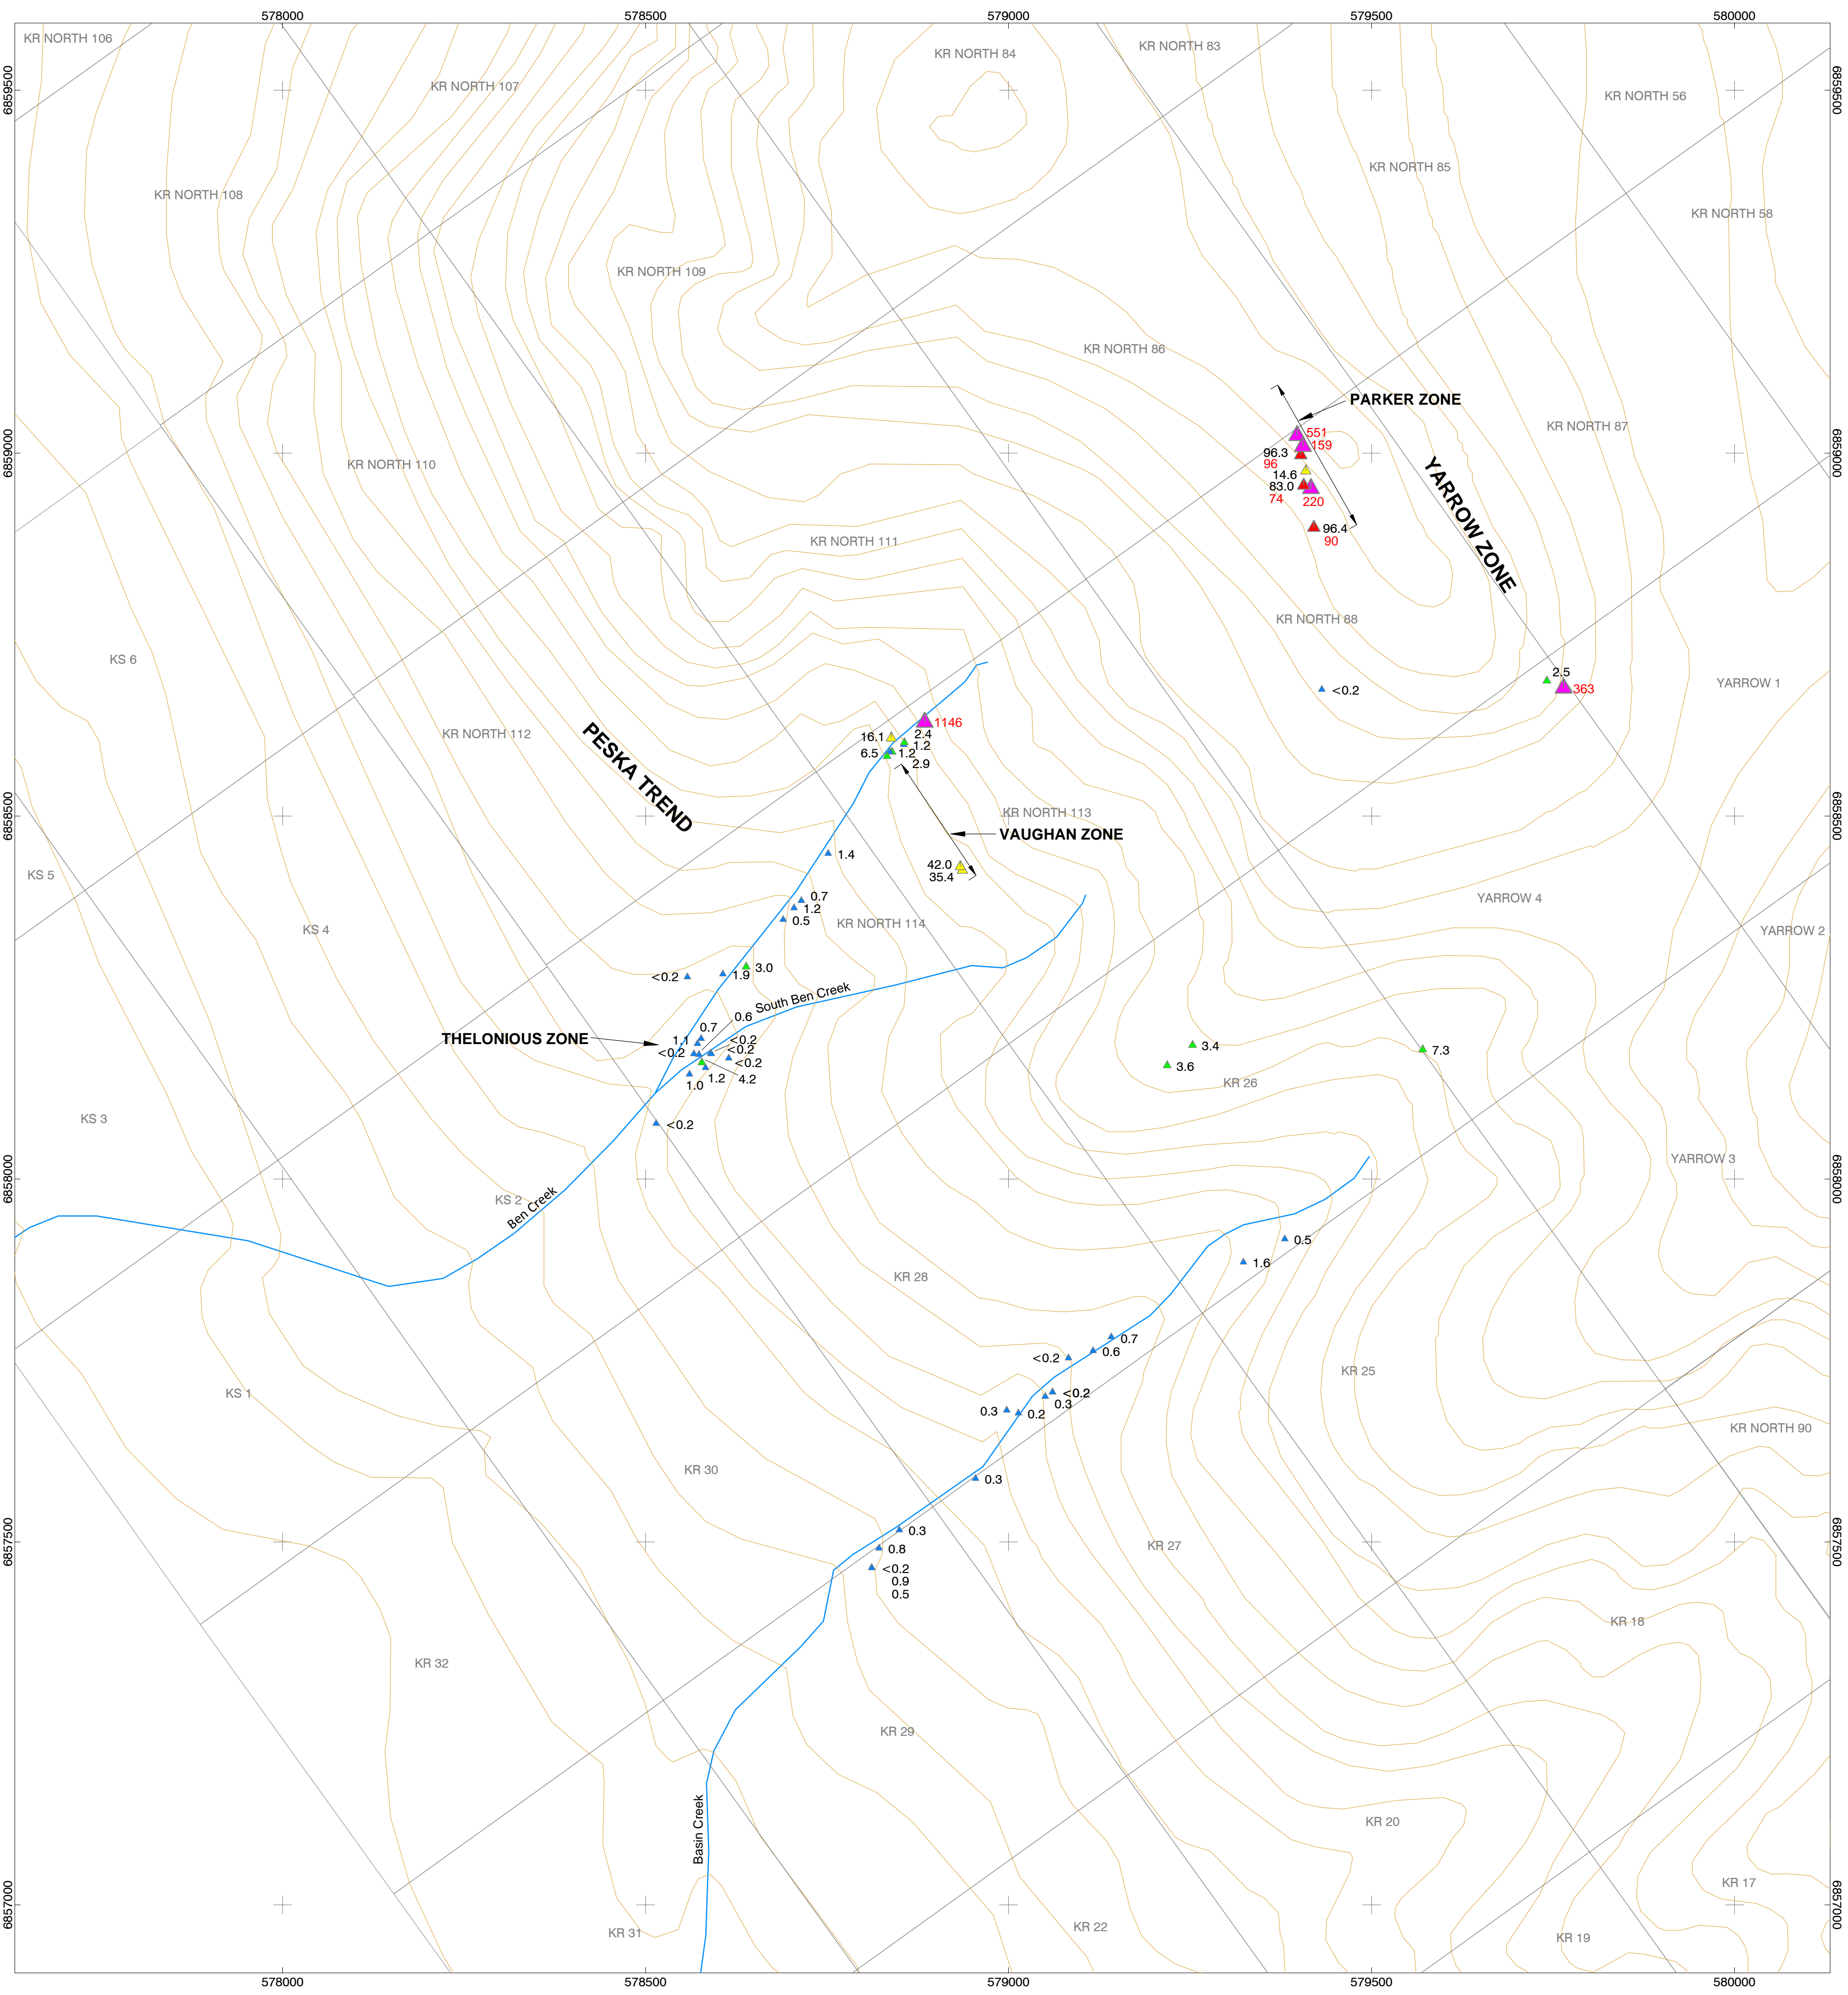 578000
578500
579000
579500
580000
KR NORTH 106
KR NORTH 84
KR NORTH 83
KR NORTH 107
KR NORTH 56
6859500
6859500
KR NORTH 85
KR NORTH 108
KR NORTH 58
KR NORTH 109
KR NORTH 86
PARKER ZONE
KR NORTH 87
551
159
6859000
6859000
96.3
96
KR NORTH 110
14.6
83.0
74
220
YARROW ZONE
96.4
90
KR NORTH 111
KR NORTH 88
KS 6
2.5
363
<0.2
YARROW 1
1146
KR NORTH 112
PESKA TREND
16.1
2.4
1.2
6.5
1.2
2.9
6858500
6858500
KR NORTH 113
VAUGHAN ZONE
1.4
42.0
35.4
KS 5
0.7
1.2
0.5
YARROW 4
KS 4
KR NORTH 114
YARROW 2
3.0
<0.2
1.9
South Ben Creek
0.6
0.7
THELONIOUS ZONE
1.1
<0.2
<0.2
<0.2
<0.2
4.2
1.2
1.0
3.4
3.6
7.3
KR 26
KS 3
<0.2
YARROW 3
6858000
6858000
KS 2
Ben Creek
0.5
1.6
KR 28
0.7
0.6
<0.2
KR 25
KS 1
<0.2
0.3
0.3
0.2
KR NORTH 90
KR 30
0.3
6857500
6857500
0.3
0.8
KR 27
<0.2
0.9
0.5
KR 18
KR 32
KR 29
Basin Creek
KR 20
KR 17
6857000
6857000
KR 31
KR 22
KR 19
578000
578500
579000
579500
580000